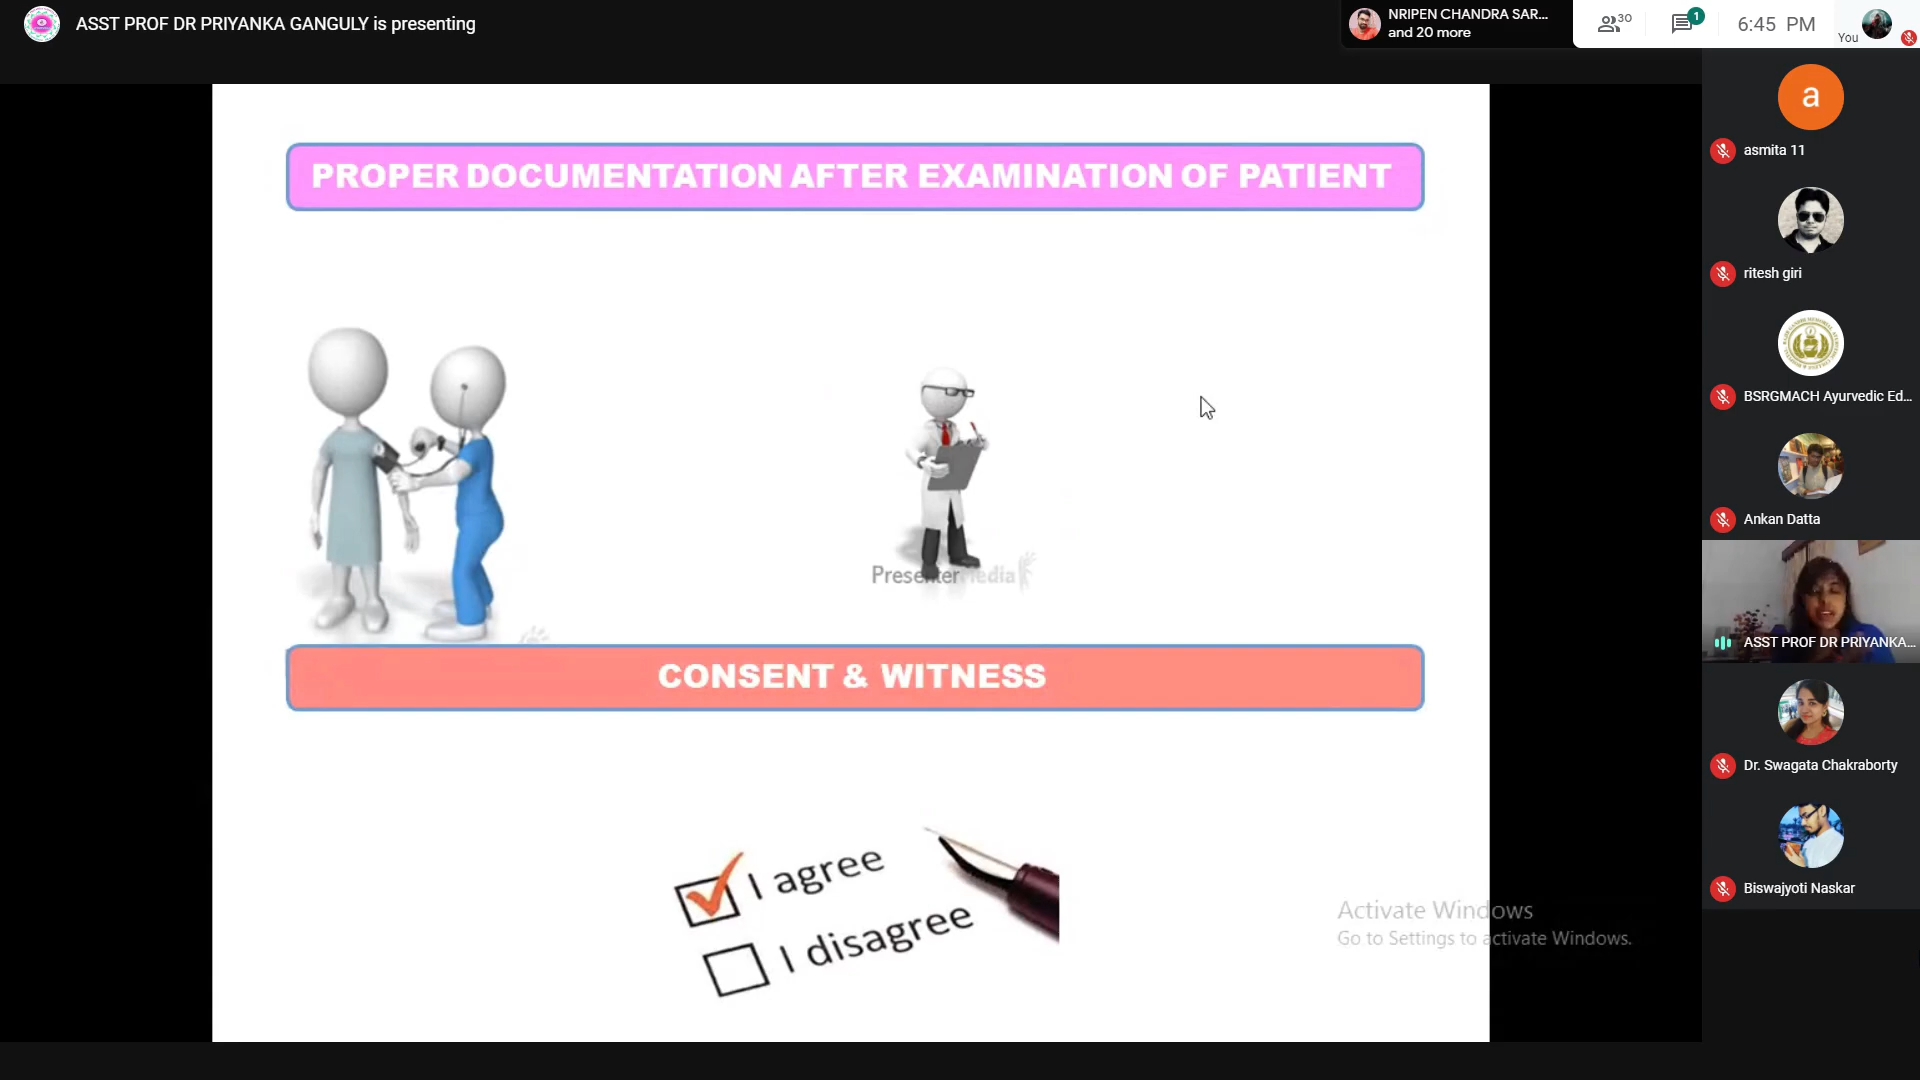 ASST PROF DR PRIYANKA GANGULY is presenting
NRIPEN CHANDRA SAR...
and 20 more
30
1
6:45 PM
You
a
asmita 11
ritesh giri
BSRGMACH Ayurvedic Ed...
Ankan Datta
ASST PROF DR PRIYANKA...
Dr. Swagata Chakraborty
Biswajyoti Naskar
PROPER DOCUMENTATION AFTER EXAMINATION OF PATIENT
PresenterMedia
CONSENT & WITNESS
I agree
I disagree
Activate Windows
Go to Settings to activate Windows.